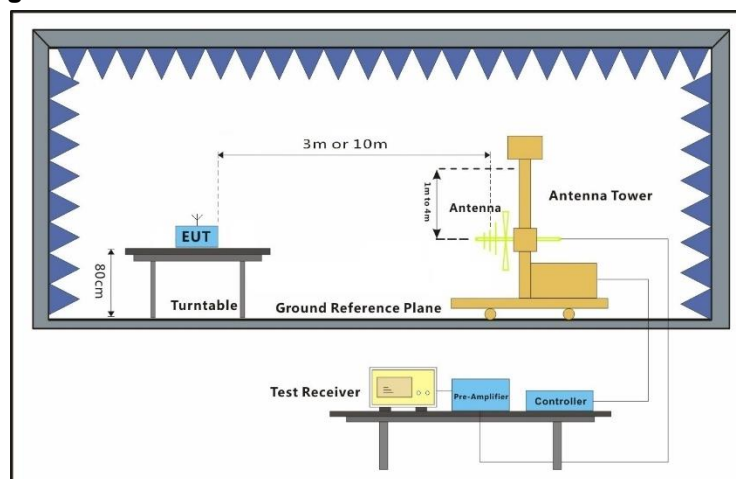 g
3m or 10m
1m to 4m
Antenna
Antenna Tower
EUT
80cm
Turntable
Ground Reference Plane
Test Receiver
Pre-Amplifier
Controller